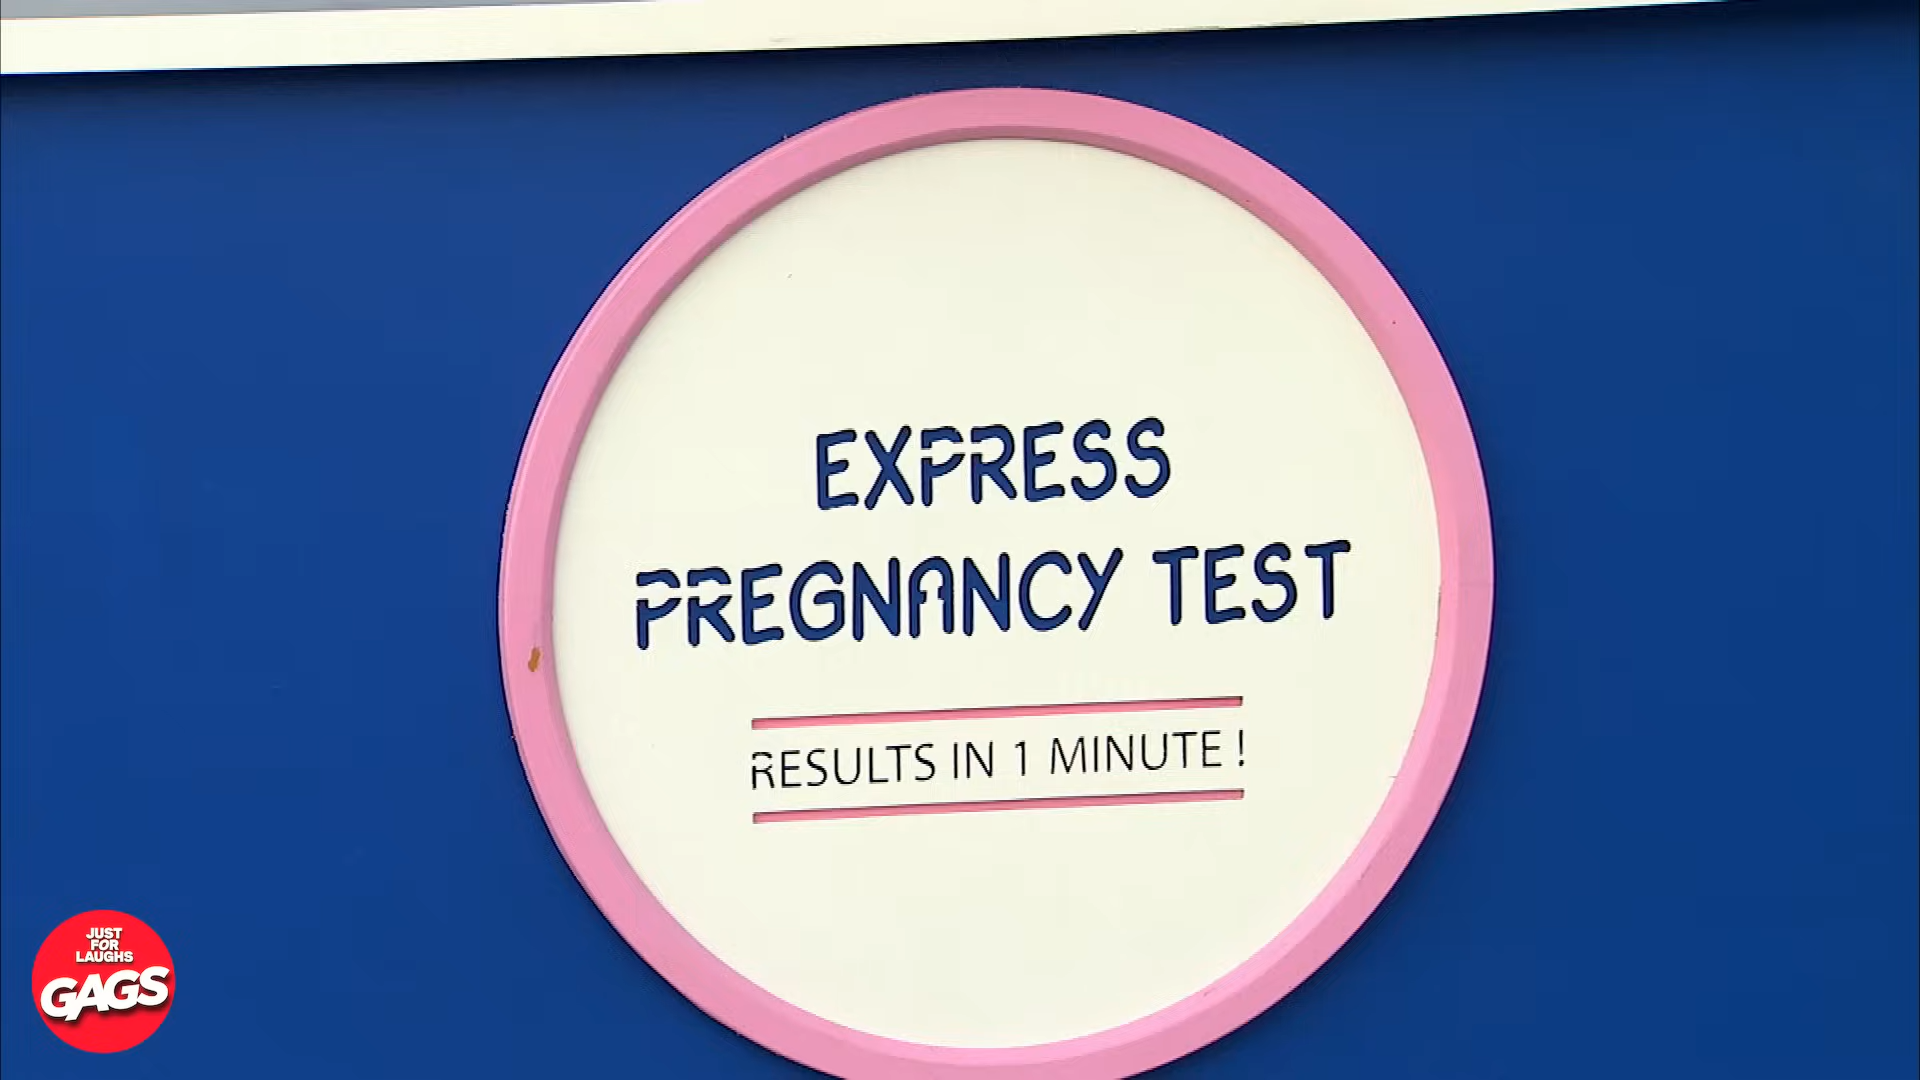 EXPRESS
PREGNANCY TEST
RESULTS IN 1 MINUTE !
JUST
FOR
LAUGHS
GAGS